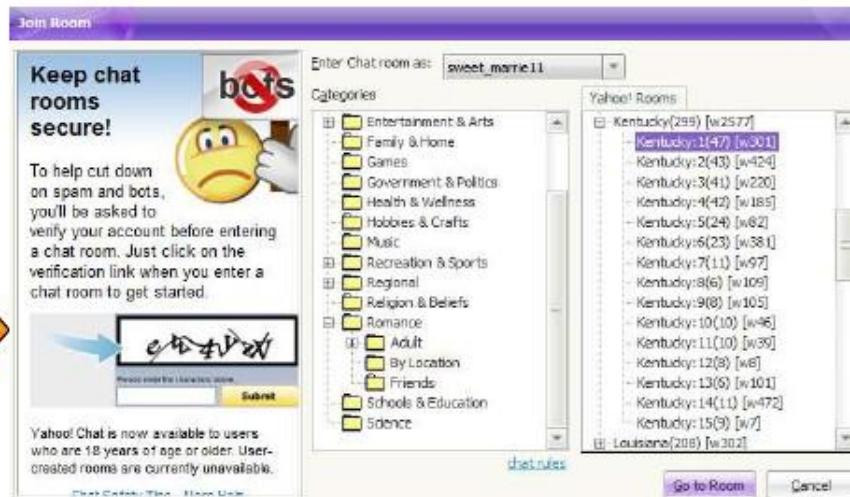 Join Room
Keep chat
rooms
secure!
bots
To help cut down
on spam and bots,
you'll be asked to
verify your account before entering
a chat room. Just click on the
verification link when you enter a
chat room to get started.
Submit
Yahoo! Chat is now available to users
who are 18 years of age or older. User-
created rooms are currently unavailable.
Chat Safety Tips More Help
Enter Chat room as: sweet_marrie11
Categories
Entertainment & Arts
Family & Home
Games
Government & Politics
Health & Wellness
Hobbies & Crafts
Music
Recreation & Sports
Regional
Religion & Beliefs
Romance
Adult
By Location
Friends
Schools & Education
Science
chat rules
Yahoo! Rooms
Kentucky(299) [w2577]
Kentucky:1(47) [w301]
Kentucky:2(43) [w424]
Kentucky:3(41) [w220]
Kentucky:4(42) [w185]
Kentucky:5(24) [w82]
Kentucky:6(23) [w381]
Kentucky:7(11) [w97]
Kentucky:8(6) [w109]
Kentucky:9(8) [w105]
Kentucky:10(10) [w46]
Kentucky:11(10) [w39]
Kentucky:12(8) [w8]
Kentucky:13(6) [w101]
Kentucky:14(11) [w472]
Kentucky:15(9) [w7]
Louisiana(208) [w302]
Go to Room
Cancel